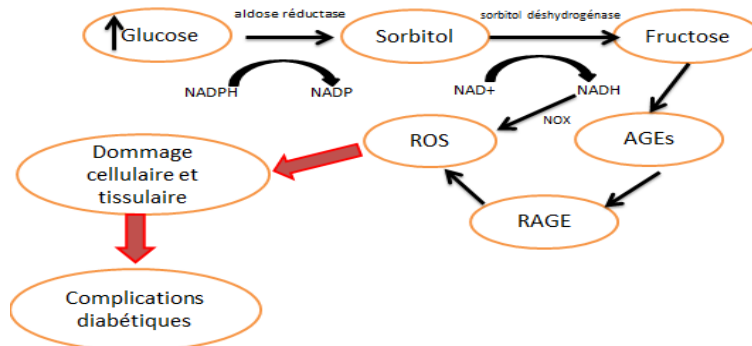 Glucose
aldose réductase
Sorbitol
sorbitol déshydrogénase
Fructose
NADPH
NADP
NAD+
NADH
NOX
ROS
AGEs
RAGE
Dommage
cellulaire et
tissulaire
Complications
diabétiques